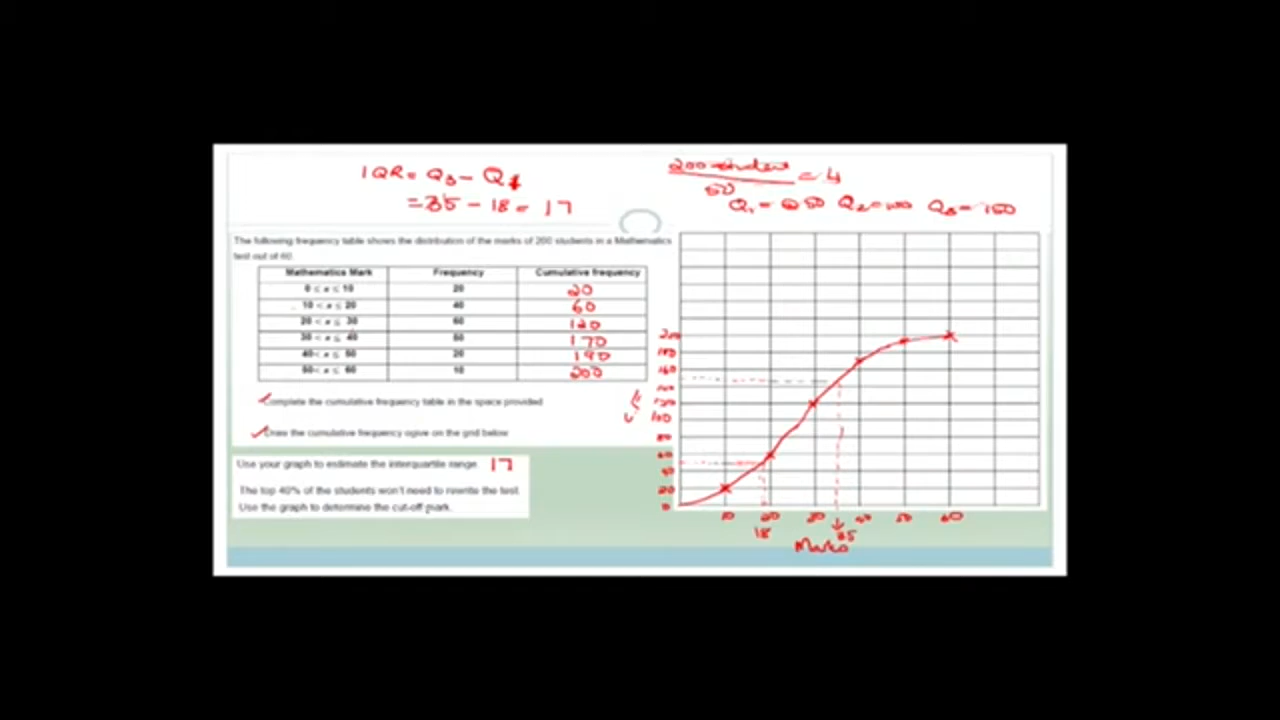 IQR = Q3 - Q1
= 35 - 18 = 17
200 student
50
= 4
Q1 = 50 Q2 = 100 Q3 = 150
The following frequency table shows the distribution of the marks of 200 students in a Mathematics
test out of 60.
Mathematics Mark Frequency Cumulative frequency
0 ≤ x ≤ 10 20 20
10 < x ≤ 20 40 60
20 < x ≤ 30 60 120
30 < x ≤ 40 50 170
40 < x ≤ 50 20 190
50 < x ≤ 60 10 200
Complete the cumulative frequency table in the space provided
Draw the cumulative frequency ogive on the grid below
Use your graph to estimate the interquartile range 17
The top 40% of the students won't need to rewrite the test.
Use the graph to determine the cut-off mark.
200
180
160
140
120
100
80
60
40
20
0
10 20 30 40 50 60
18 35
Marks